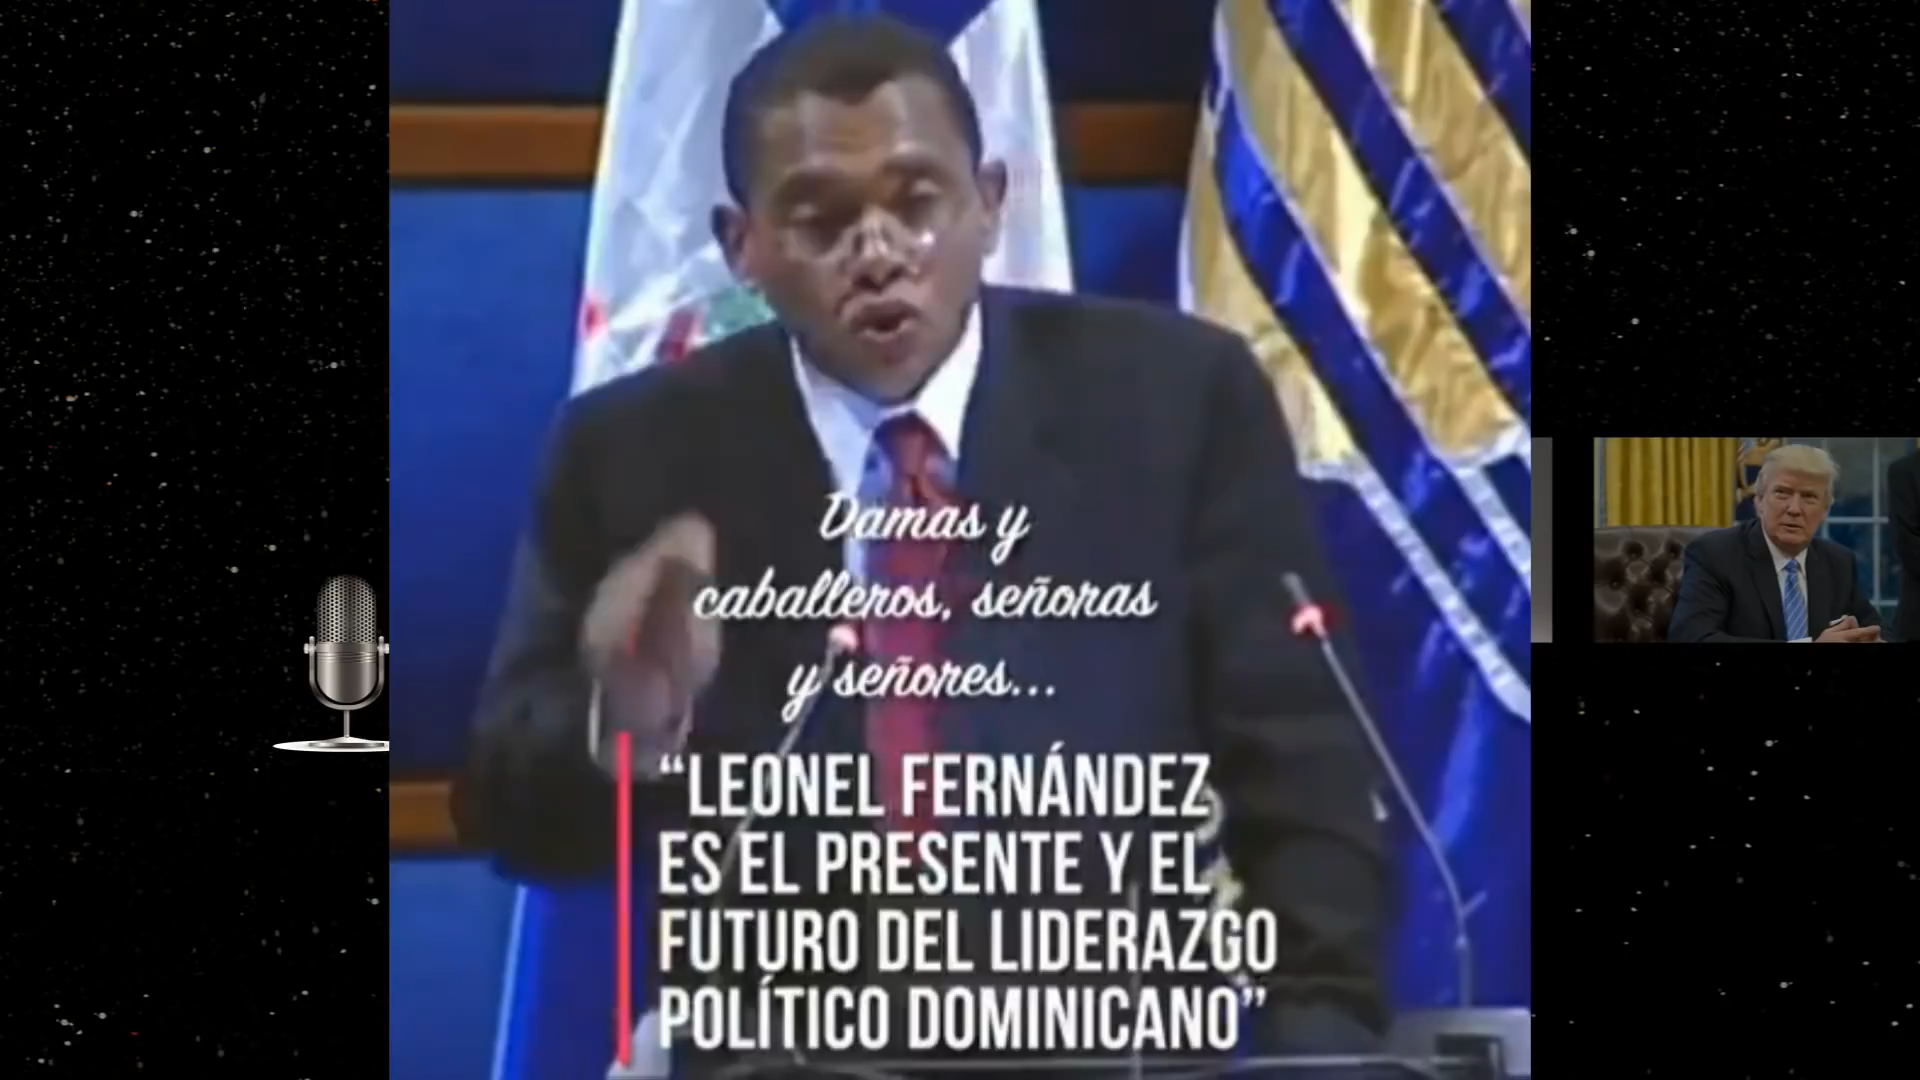 Damas y
caballeros, señoras
y señores...
“LEONEL FERNÁNDEZ
ES EL PRESENTE Y EL
FUTURO DEL LIDERAZGO
POLÍTICO DOMINICANO”